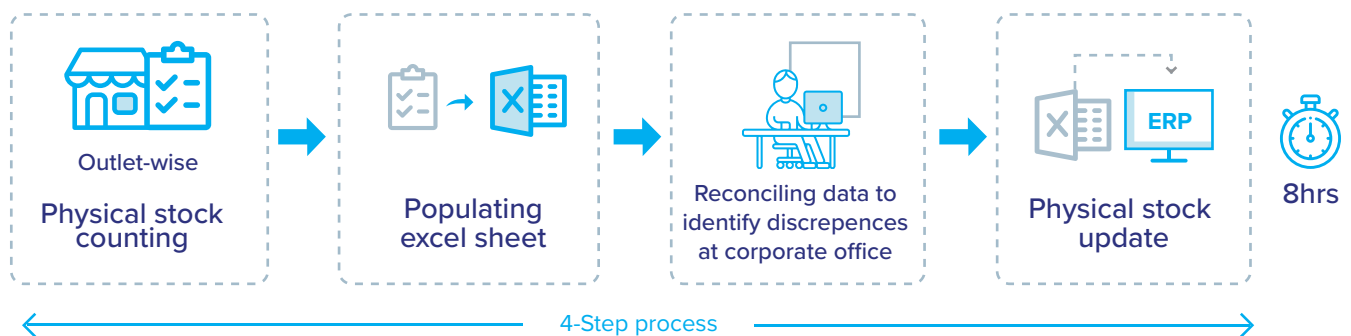 Outlet-wise
Physical stock
counting
Populating
excel sheet
Reconciling data to
identify discrepences
at corporate office
ERP
Physical stock
update
8hrs
4-Step process